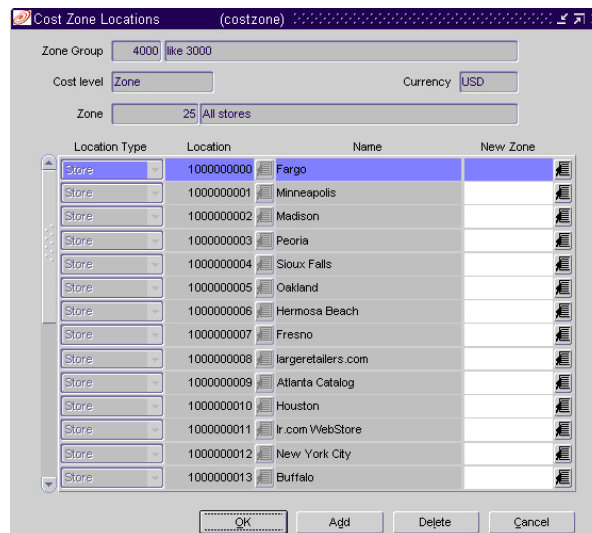 Cost Zone Locations (costzone)
Zone Group 4000 like 3000
Cost level Zone Currency USD
Zone 25 All stores
Location Type Location Name New Zone
Store 1000000000 Fargo
Store 1000000001 Minneapolis
Store 1000000002 Madison
Store 1000000003 Peoria
Store 1000000004 Sioux Falls
Store 1000000005 Oakland
Store 1000000006 Hermosa Beach
Store 1000000007 Fresno
Store 1000000008 largeretailers.com
Store 1000000009 Atlanta Catalog
Store 1000000010 Houston
Store 1000000011 lr.com WebStore
Store 1000000012 New York City
Store 1000000013 Buffalo
OK Add Delete Cancel